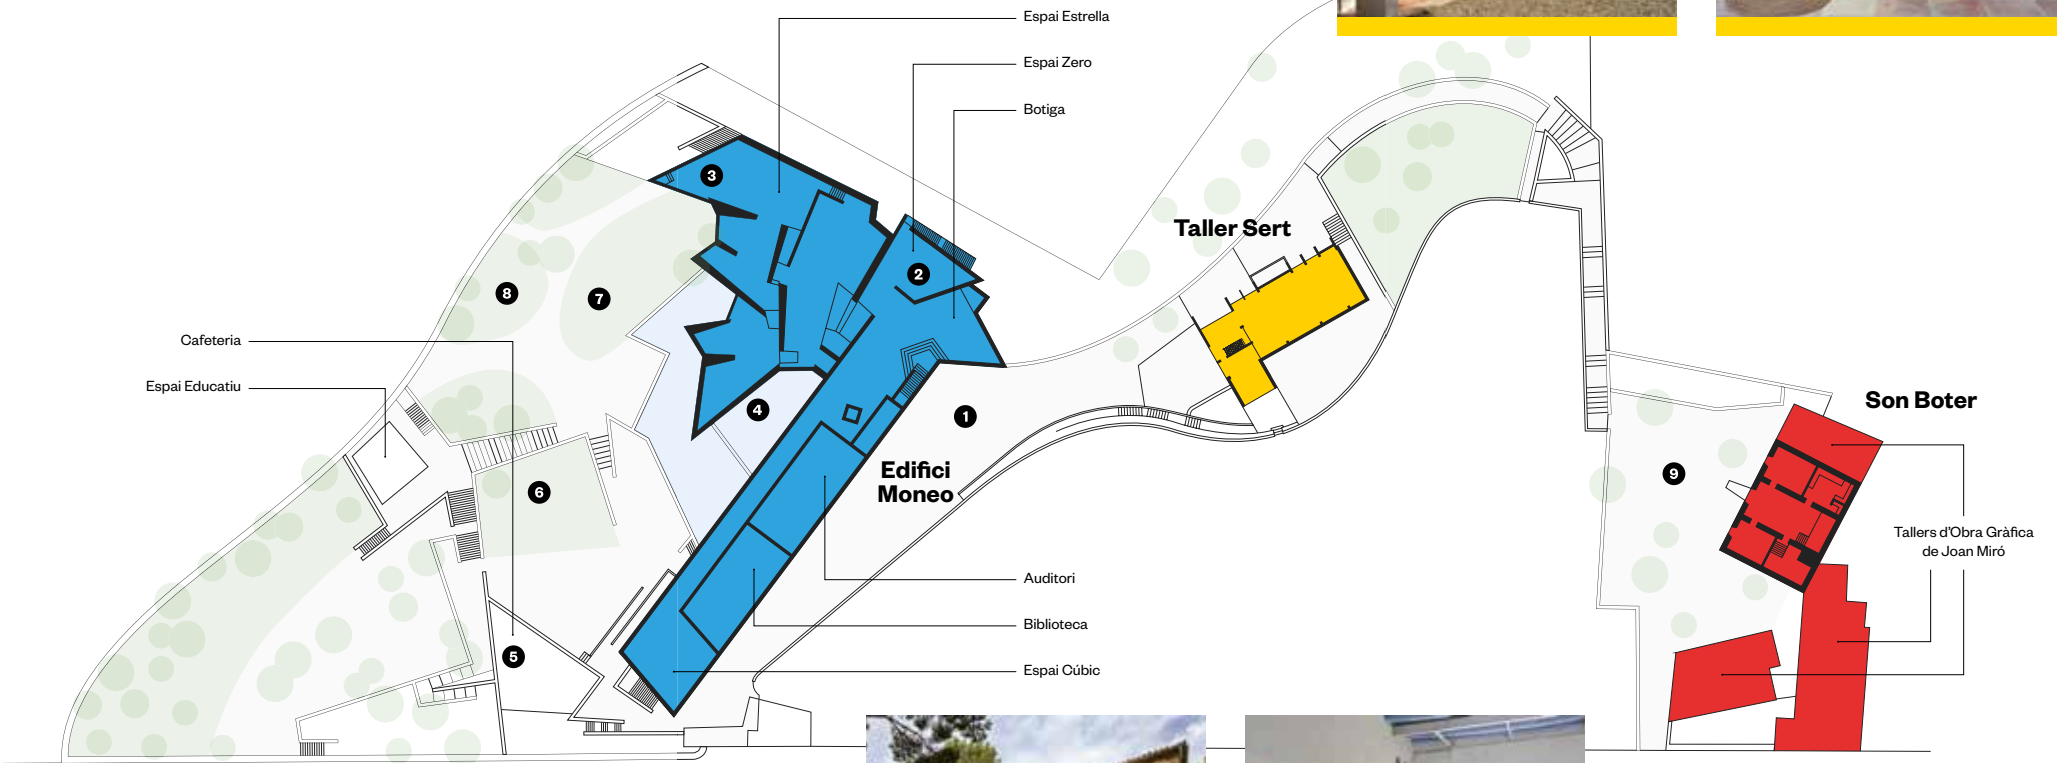 Espai Estrella
Espai Zero
Botiga
3
Taller Sert
2
8
7
Cafeteria
Espai Educatiu
4
1
Son Boter
Edifici
Moneo
9
6
Tallers d'Obra Gràfica
de Joan Miró
Auditori
Biblioteca
5
Espai Cúbic